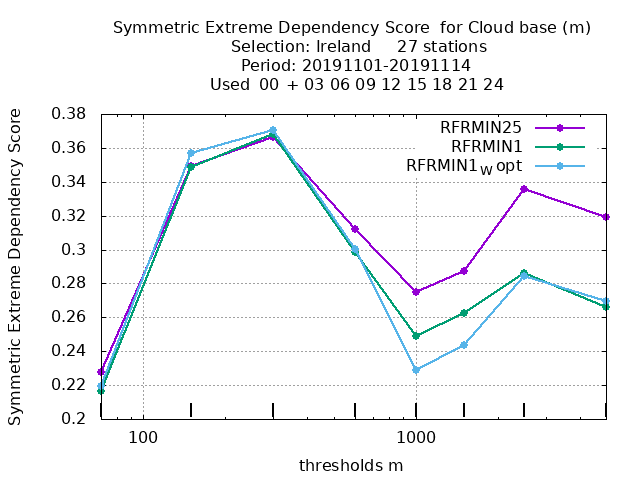 Symmetric Extreme Dependency Score  for Cloud base (m)
Selection: Ireland     27 stations
Period: 20191101-20191114
Used  00 + 03 06 09 12 15 18 21 24
Symmetric Extreme Dependency Score
0.38
0.36
0.34
0.32
0.3
0.28
0.26
0.24
0.22
0.2
RFRMIN25
RFRMIN1
RFRMIN1W opt
100
1000
thresholds m